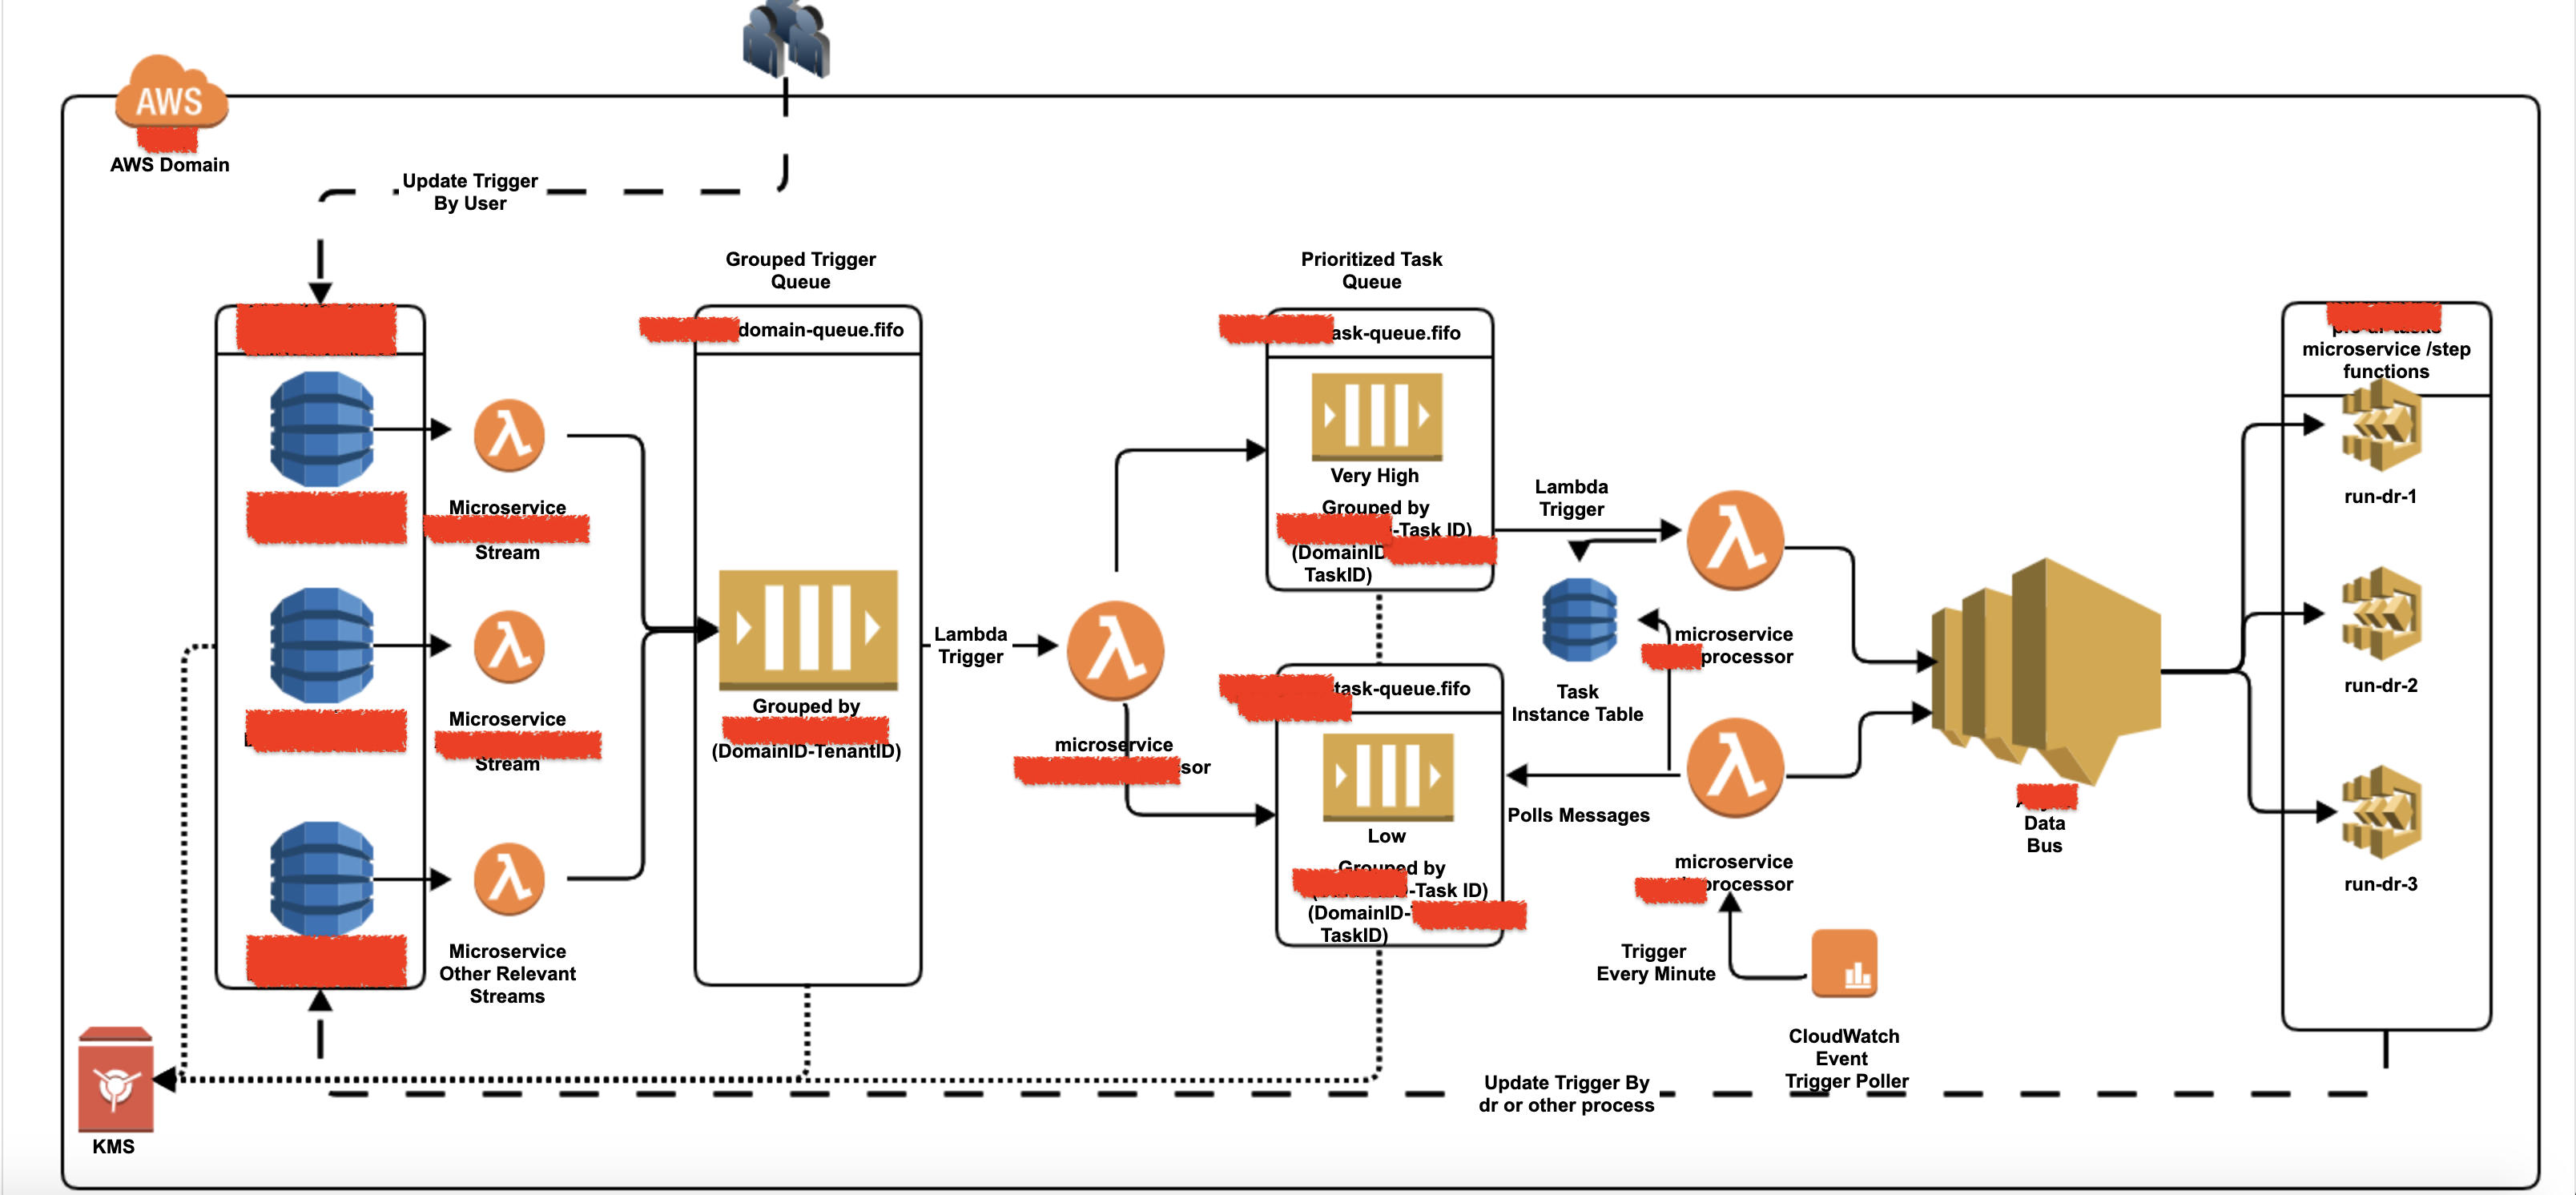 AWS
AWS Domain
Update Trigger
By User
Grouped Trigger
Queue
domain-queue.fifo
Prioritized Task
Queue
ask-queue.fifo
microservice /step
functions
Very High
Grouped by
-Task ID)
(DomainID
TaskID)
Lambda
Trigger
run-dr-1
Microservice
Stream
Grouped by
(DomainID-TenantID)
Lambda
Trigger
microservice
sor
task-queue.fifo
Low
Grouped by
-Task ID)
(DomainID-
TaskID)
Task
Instance Table
microservice
processor
Polls Messages
microservice
processor
Data
Bus
run-dr-2
run-dr-3
Microservice
Stream
Microservice
Other Relevant
Streams
Trigger
Every Minute
CloudWatch
Event
Trigger Poller
Update Trigger By
dr or other process
KMS